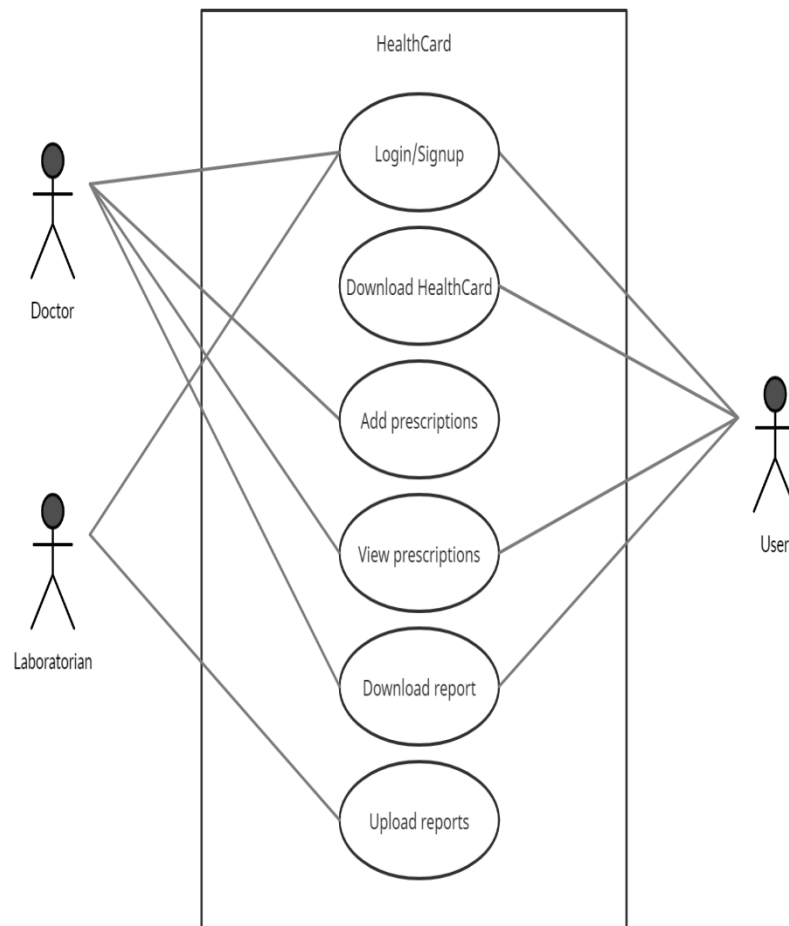 HealthCard
Login/Signup
Doctor
Download HealthCard
Add prescriptions
User
View prescriptions
Laboratorian
Download report
Upload reports